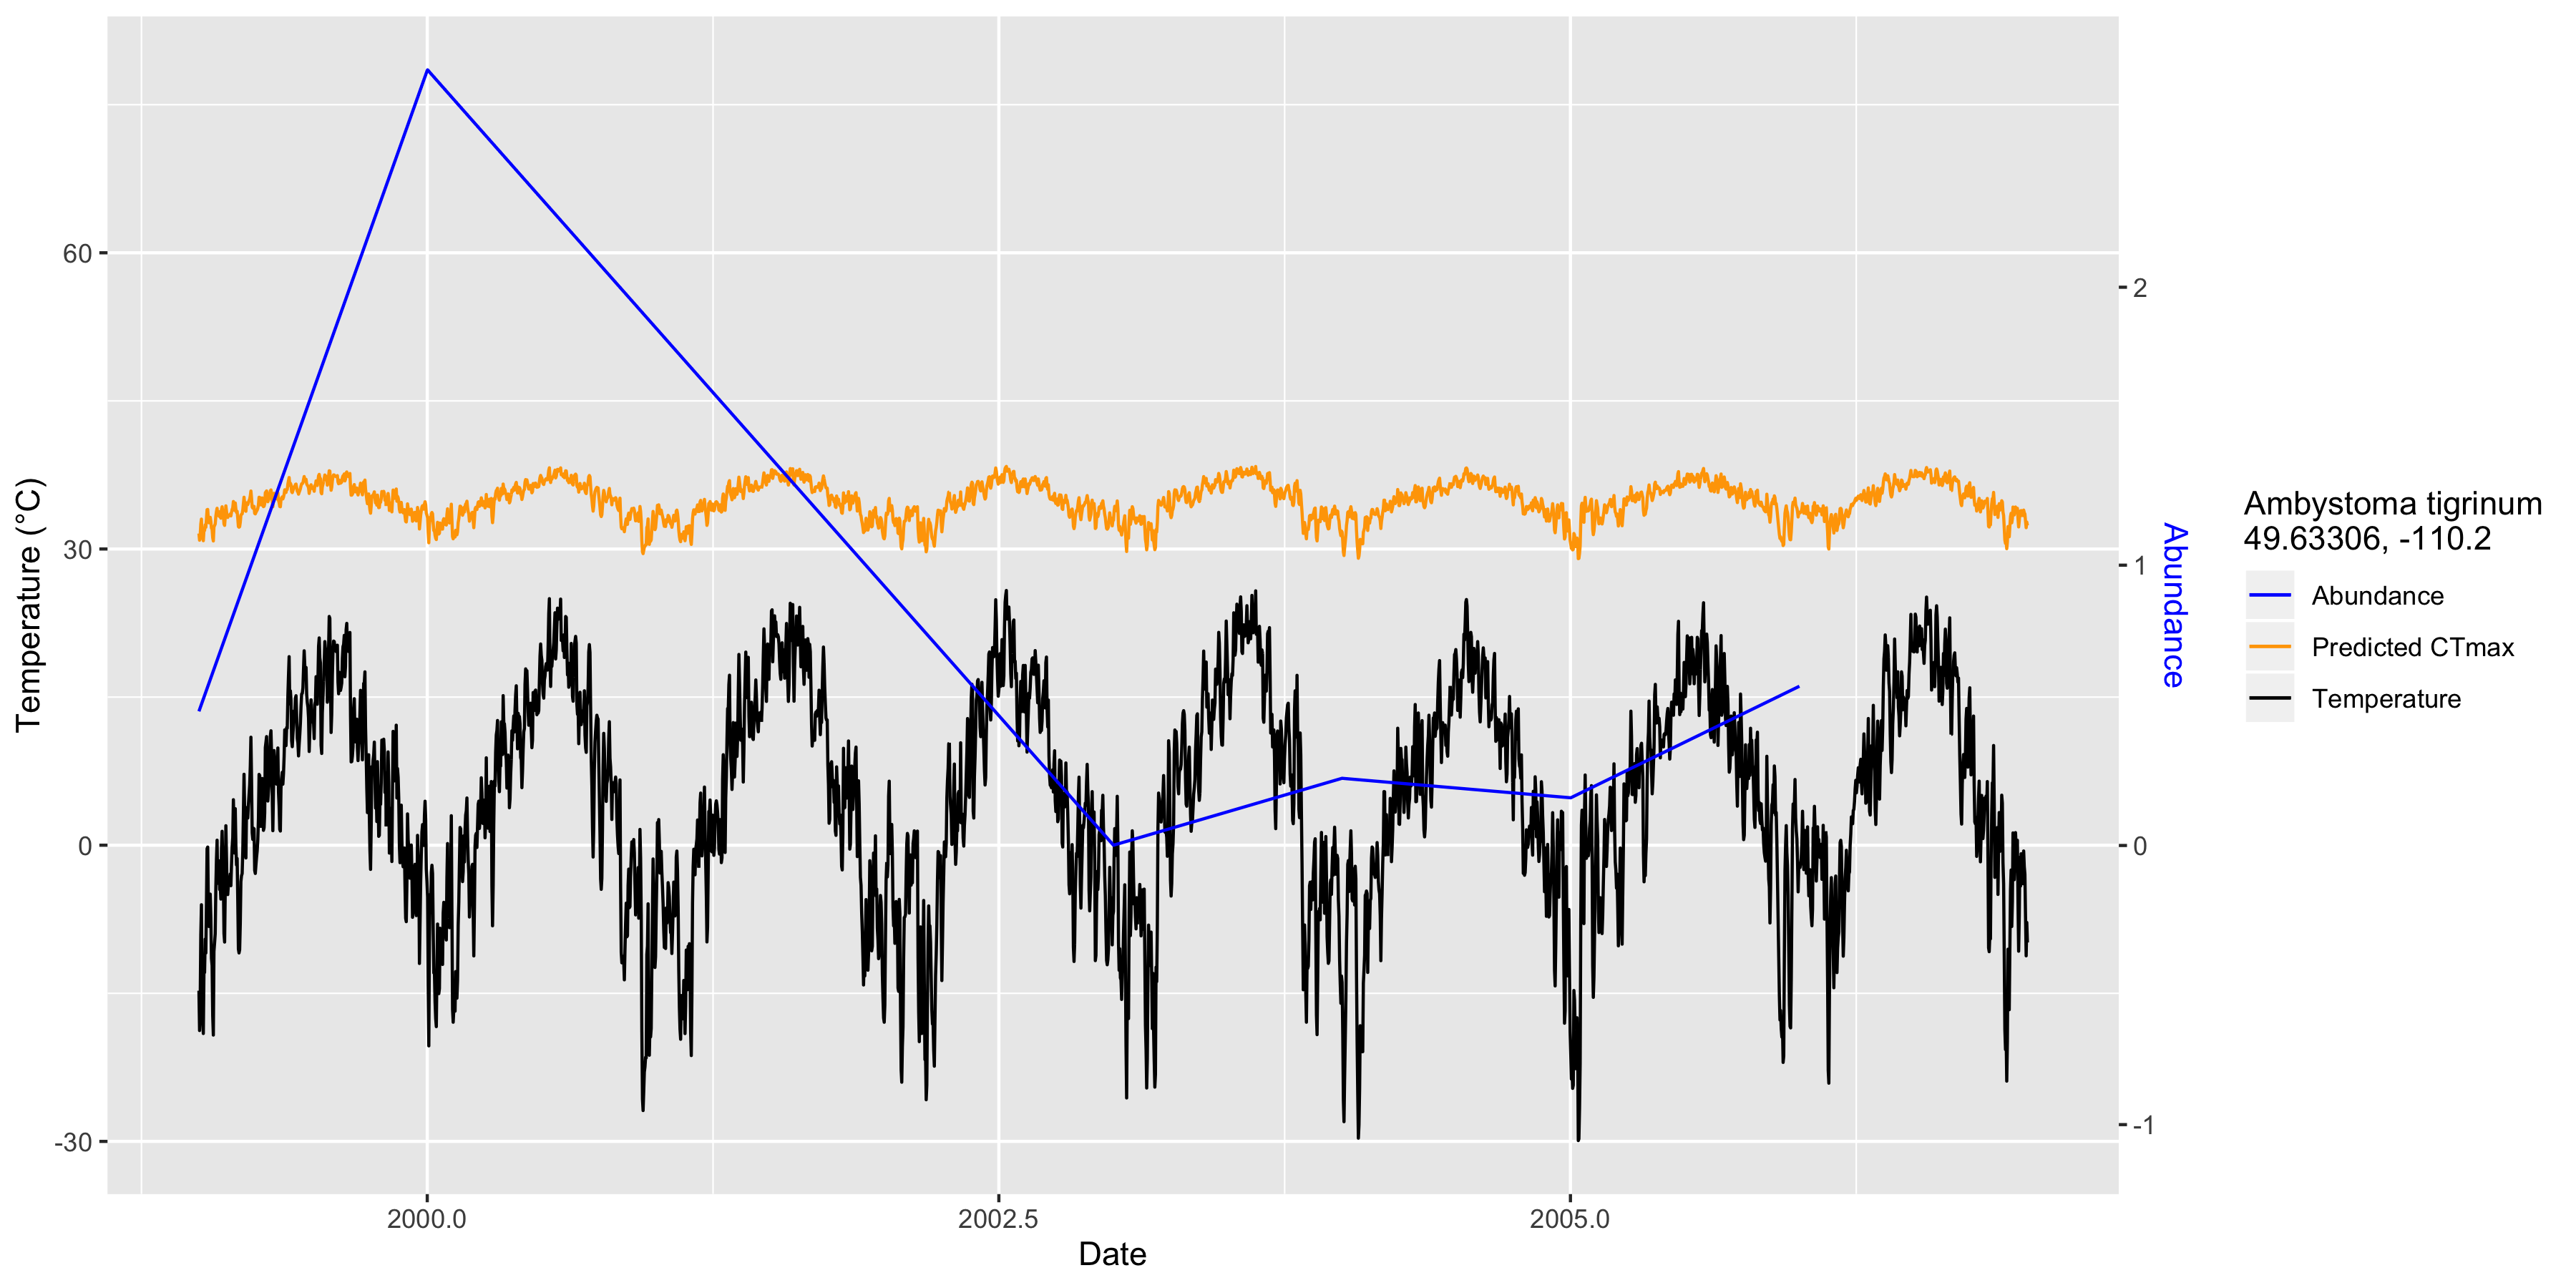 Temperature (°C)
60
30
0
-30
2000.0
2002.5
2005.0
Date
2
1
0
-1
Abundance
Ambystoma tigrinum
49.63306, -110.2
Abundance
Predicted CTmax
Temperature